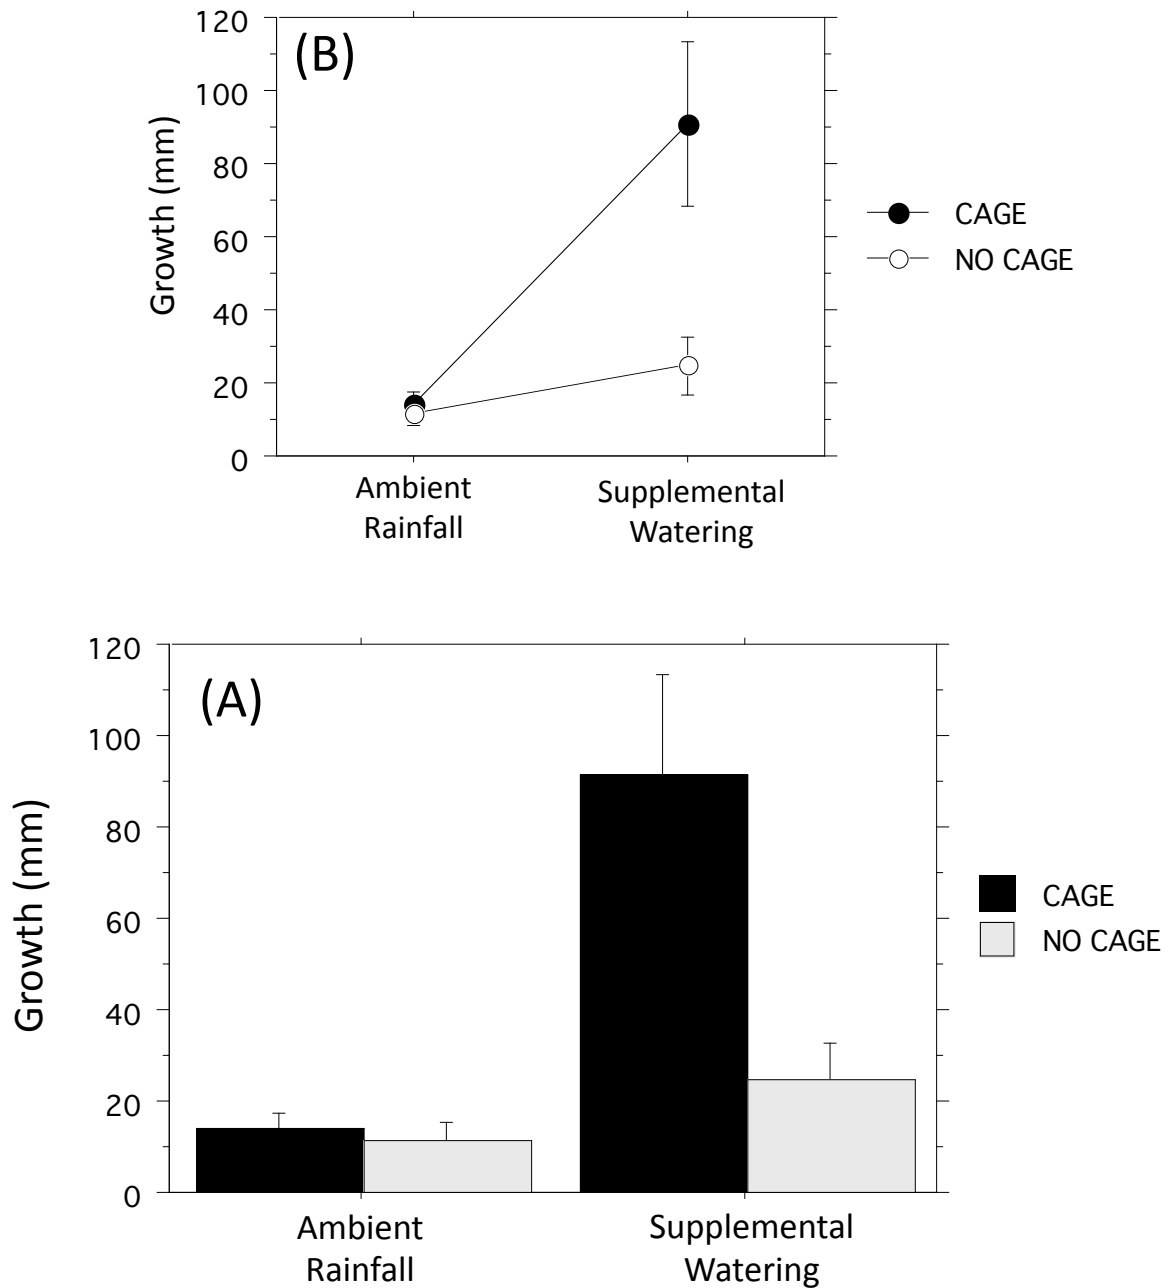 (B)
Growth (mm)
120
100
80
60
40
20
0
Ambient
Rainfall
Supplemental
Watering
CAGE
NO CAGE
(A)
Growth (mm)
120
100
80
60
40
20
0
Ambient
Rainfall
Supplemental
Watering
CAGE
NO CAGE